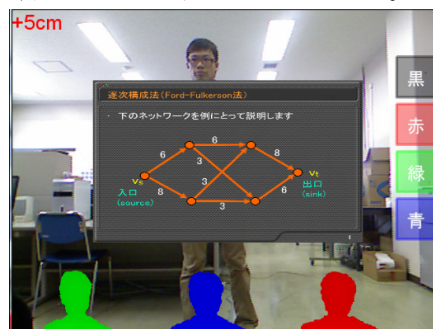 +5cm
逐次構成法(Ford-Fulkerson法)
・ 下のネットワークを例にとって説明します
6
6
8
3
Vs
Vt
3
入口
(source)
8
6
出口
(sink)
3
黒
赤
緑
青